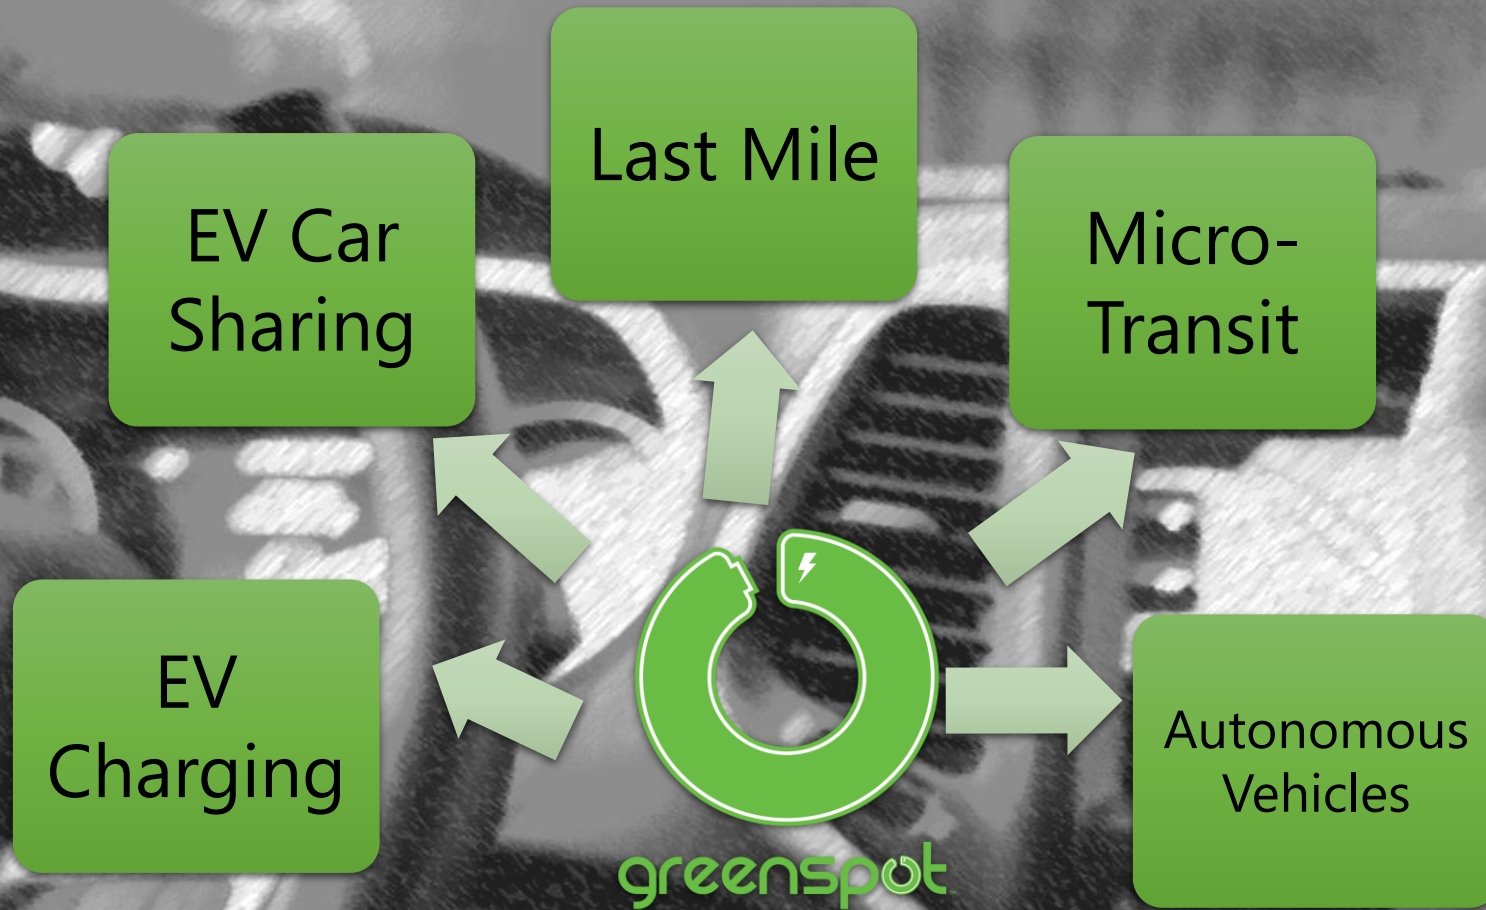 Last Mile
EV Car
Sharing
Micro-
Transit
EV
Charging
Autonomous
Vehicles
greenspot